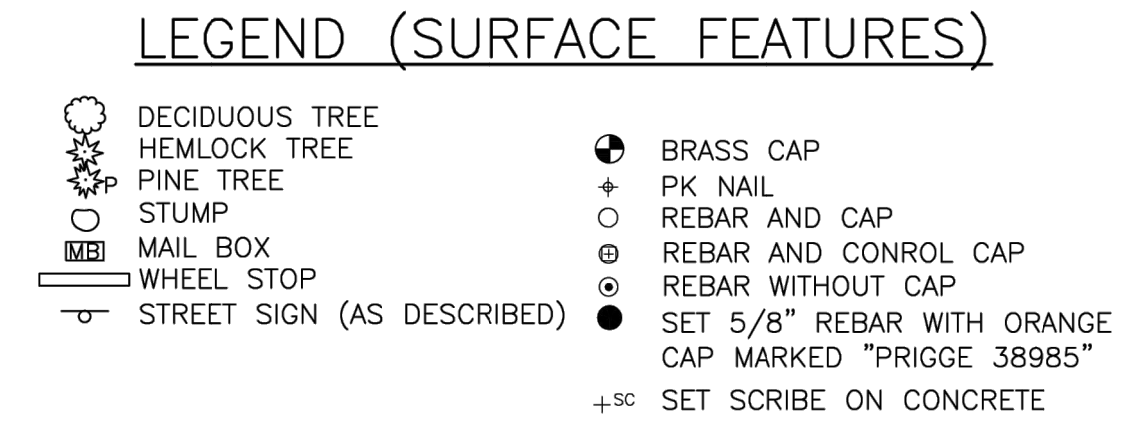 LEGEND (SURFACE FEATURES)
DECIDUOUS TREE
HEMLOCK TREE
P PINE TREE
STUMP
MB MAIL BOX
WHEEL STOP
STREET SIGN (AS DESCRIBED)
BRASS CAP
PK NAIL
REBAR AND CAP
REBAR AND CONROL CAP
REBAR WITHOUT CAP
SET 5/8" REBAR WITH ORANGE
CAP MARKED "PRIGGE 38985"
SC SET SCRIBE ON CONCRETE